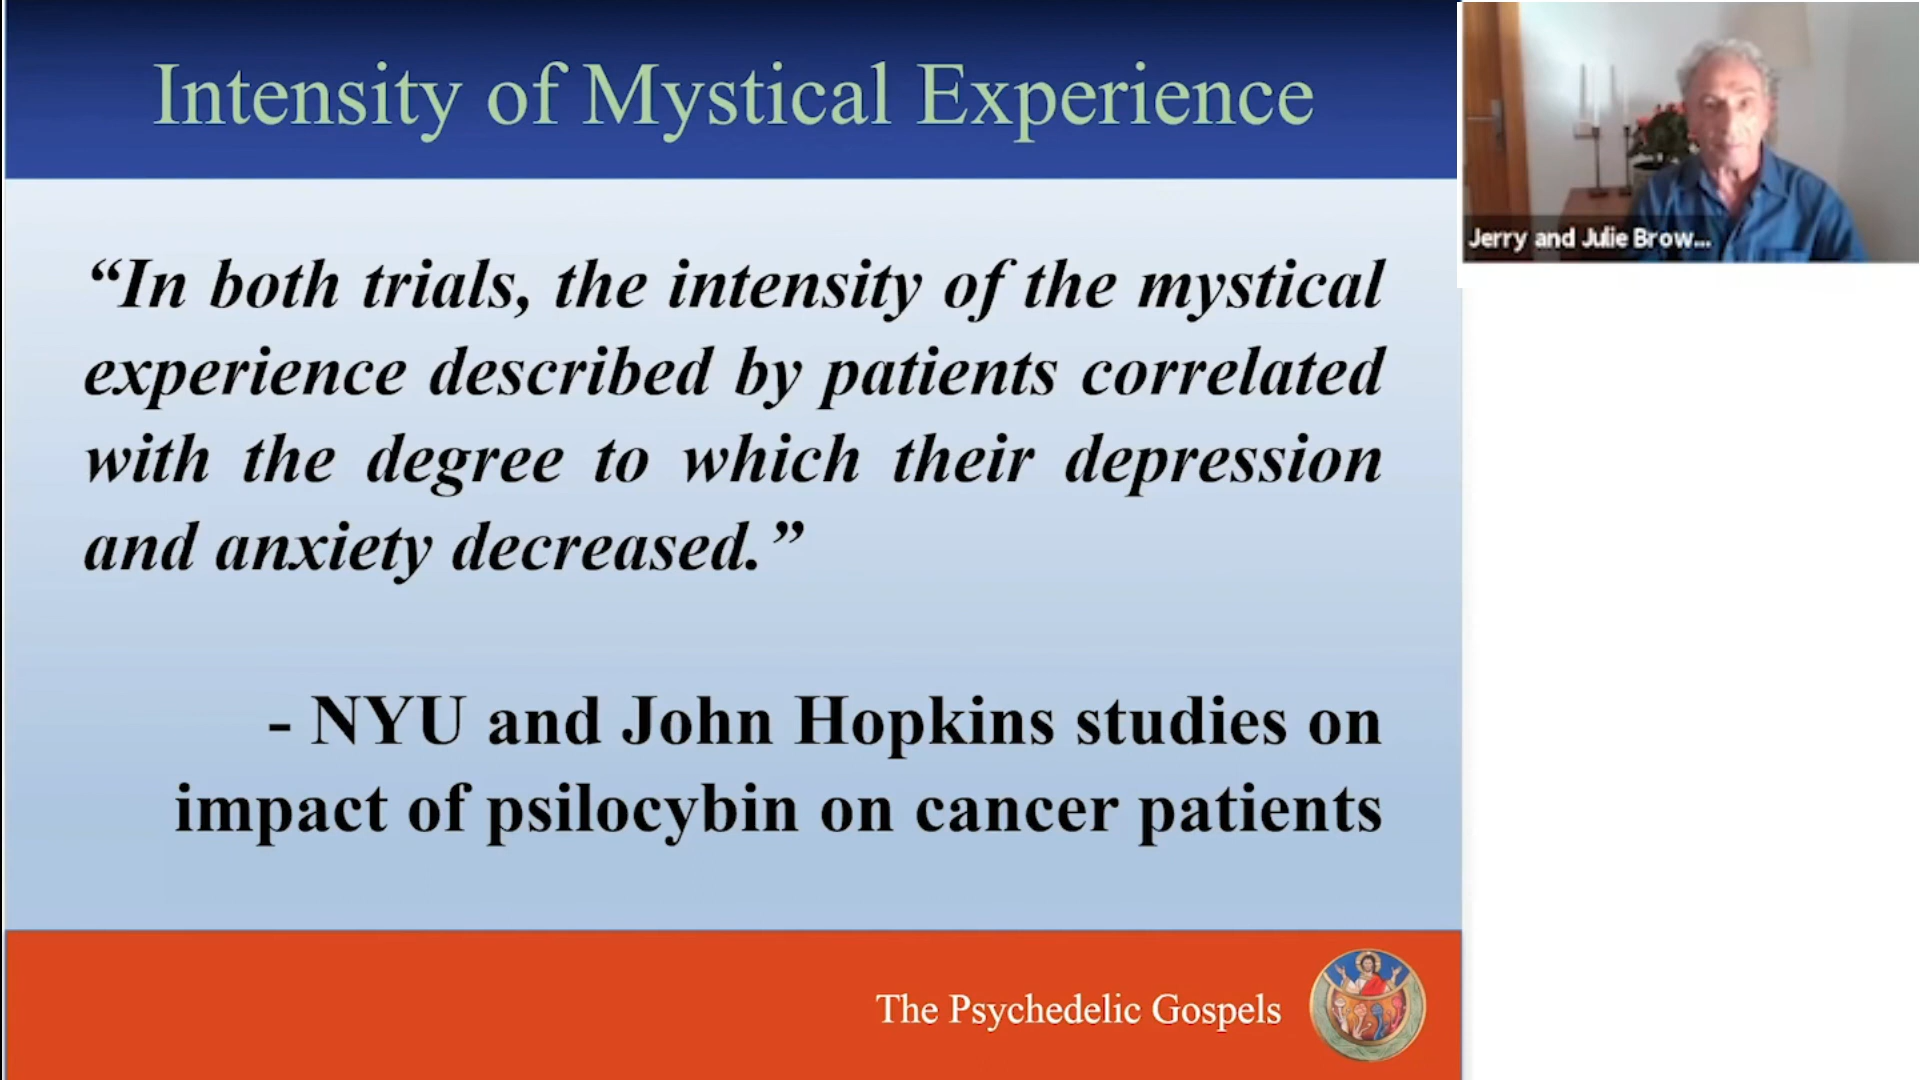 Intensity of Mystical Experience
“In both trials, the intensity of the mystical
experience described by patients correlated
with the degree to which their depression
and anxiety decreased.”
- NYU and John Hopkins studies on
impact of psilocybin on cancer patients
The Psychedelic Gospels
Jerry and Julie Brow...